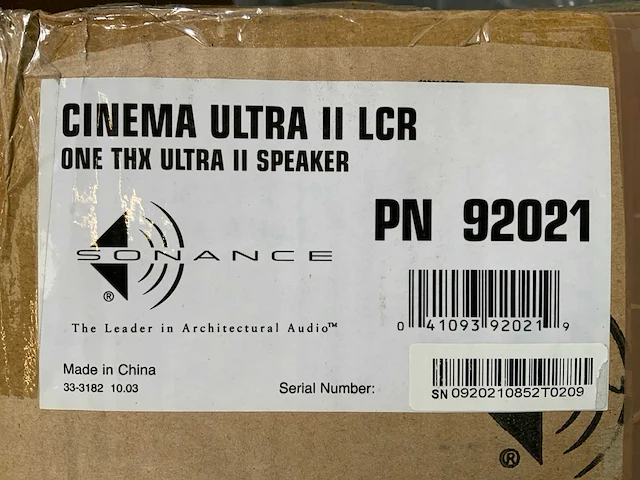 CINEMA ULTRA II LCR
ONE THX ULTRA II SPEAKER
PN 92021
SONANCE
®
The Leader in Architectural Audio™
0 41093 92021 9
Made in China
33-3182 10.03
Serial Number:
SN 0920210852T0209
®